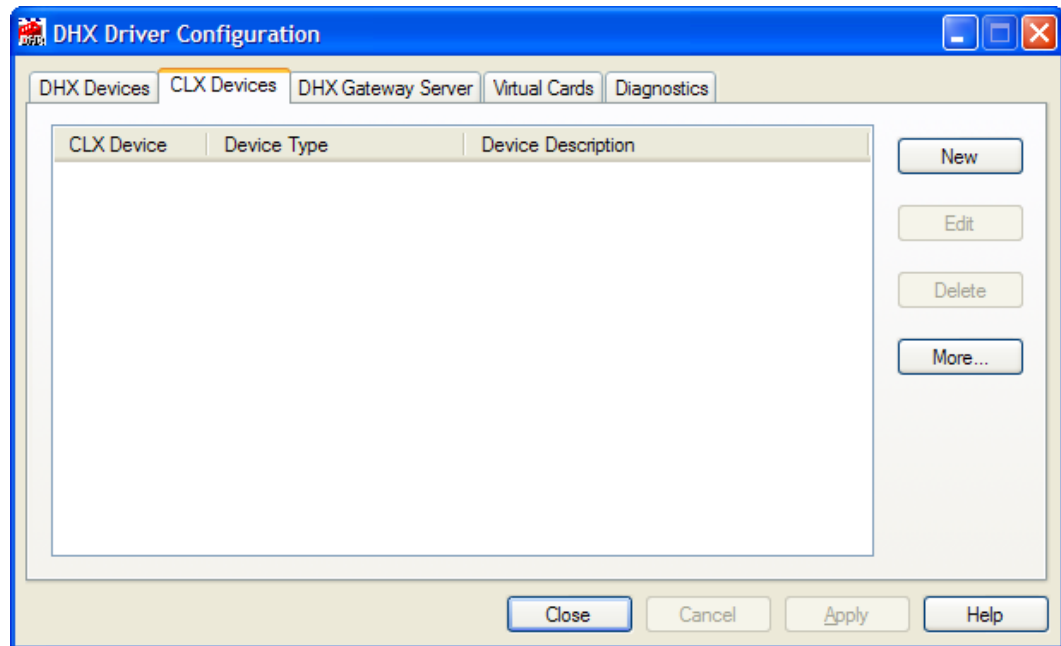 DHX Driver Configuration
DHX Devices CLX Devices DHX Gateway Server Virtual Cards Diagnostics
CLX Device Device Type Device Description
New
Edit
Delete
More...
Close Cancel Apply Help